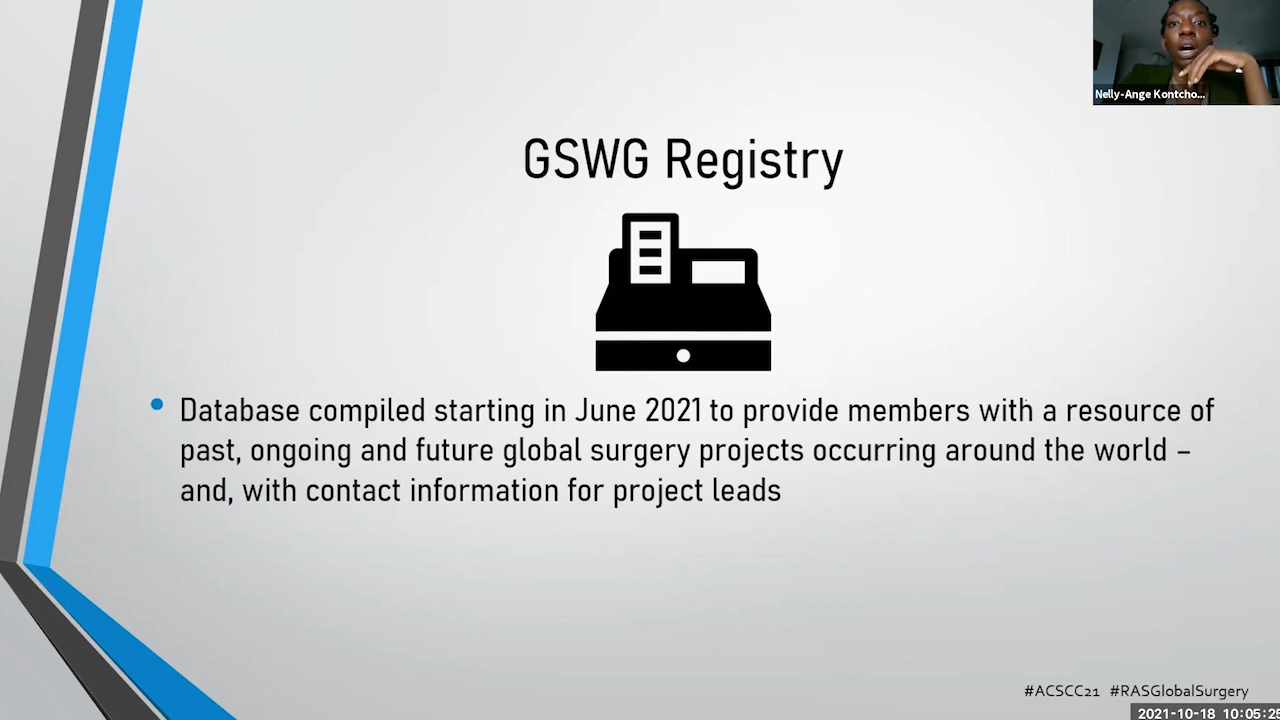 Nelly-Ange Kontcho...
GSWG Registry
Database compiled starting in June 2021 to provide members with a resource of
past, ongoing and future global surgery projects occurring around the world –
and, with contact information for project leads
#ACSCC21 #RASGlobalSurgery
2021-10-18 10:05:25